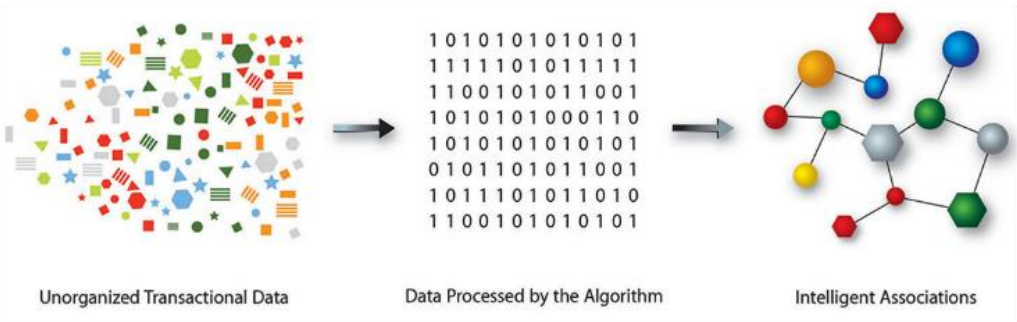 1 0 1 0 1 0 1 0 1 0 1 0 1
1 1 1 1 1 0 1 0 1 1 1 1 1
1 1 0 0 1 0 1 0 1 1 0 0 1
1 0 1 0 1 0 1 0 0 0 1 1 0
1 0 1 0 1 0 1 0 1 0 1 0 1
0 1 0 1 1 0 1 0 1 1 0 0 1
1 0 1 1 1 0 1 0 1 1 0 1 0
1 1 0 0 1 0 1 0 1 0 1 0 1
Unorganized Transactional Data
Data Processed by the Algorithm
Intelligent Associations